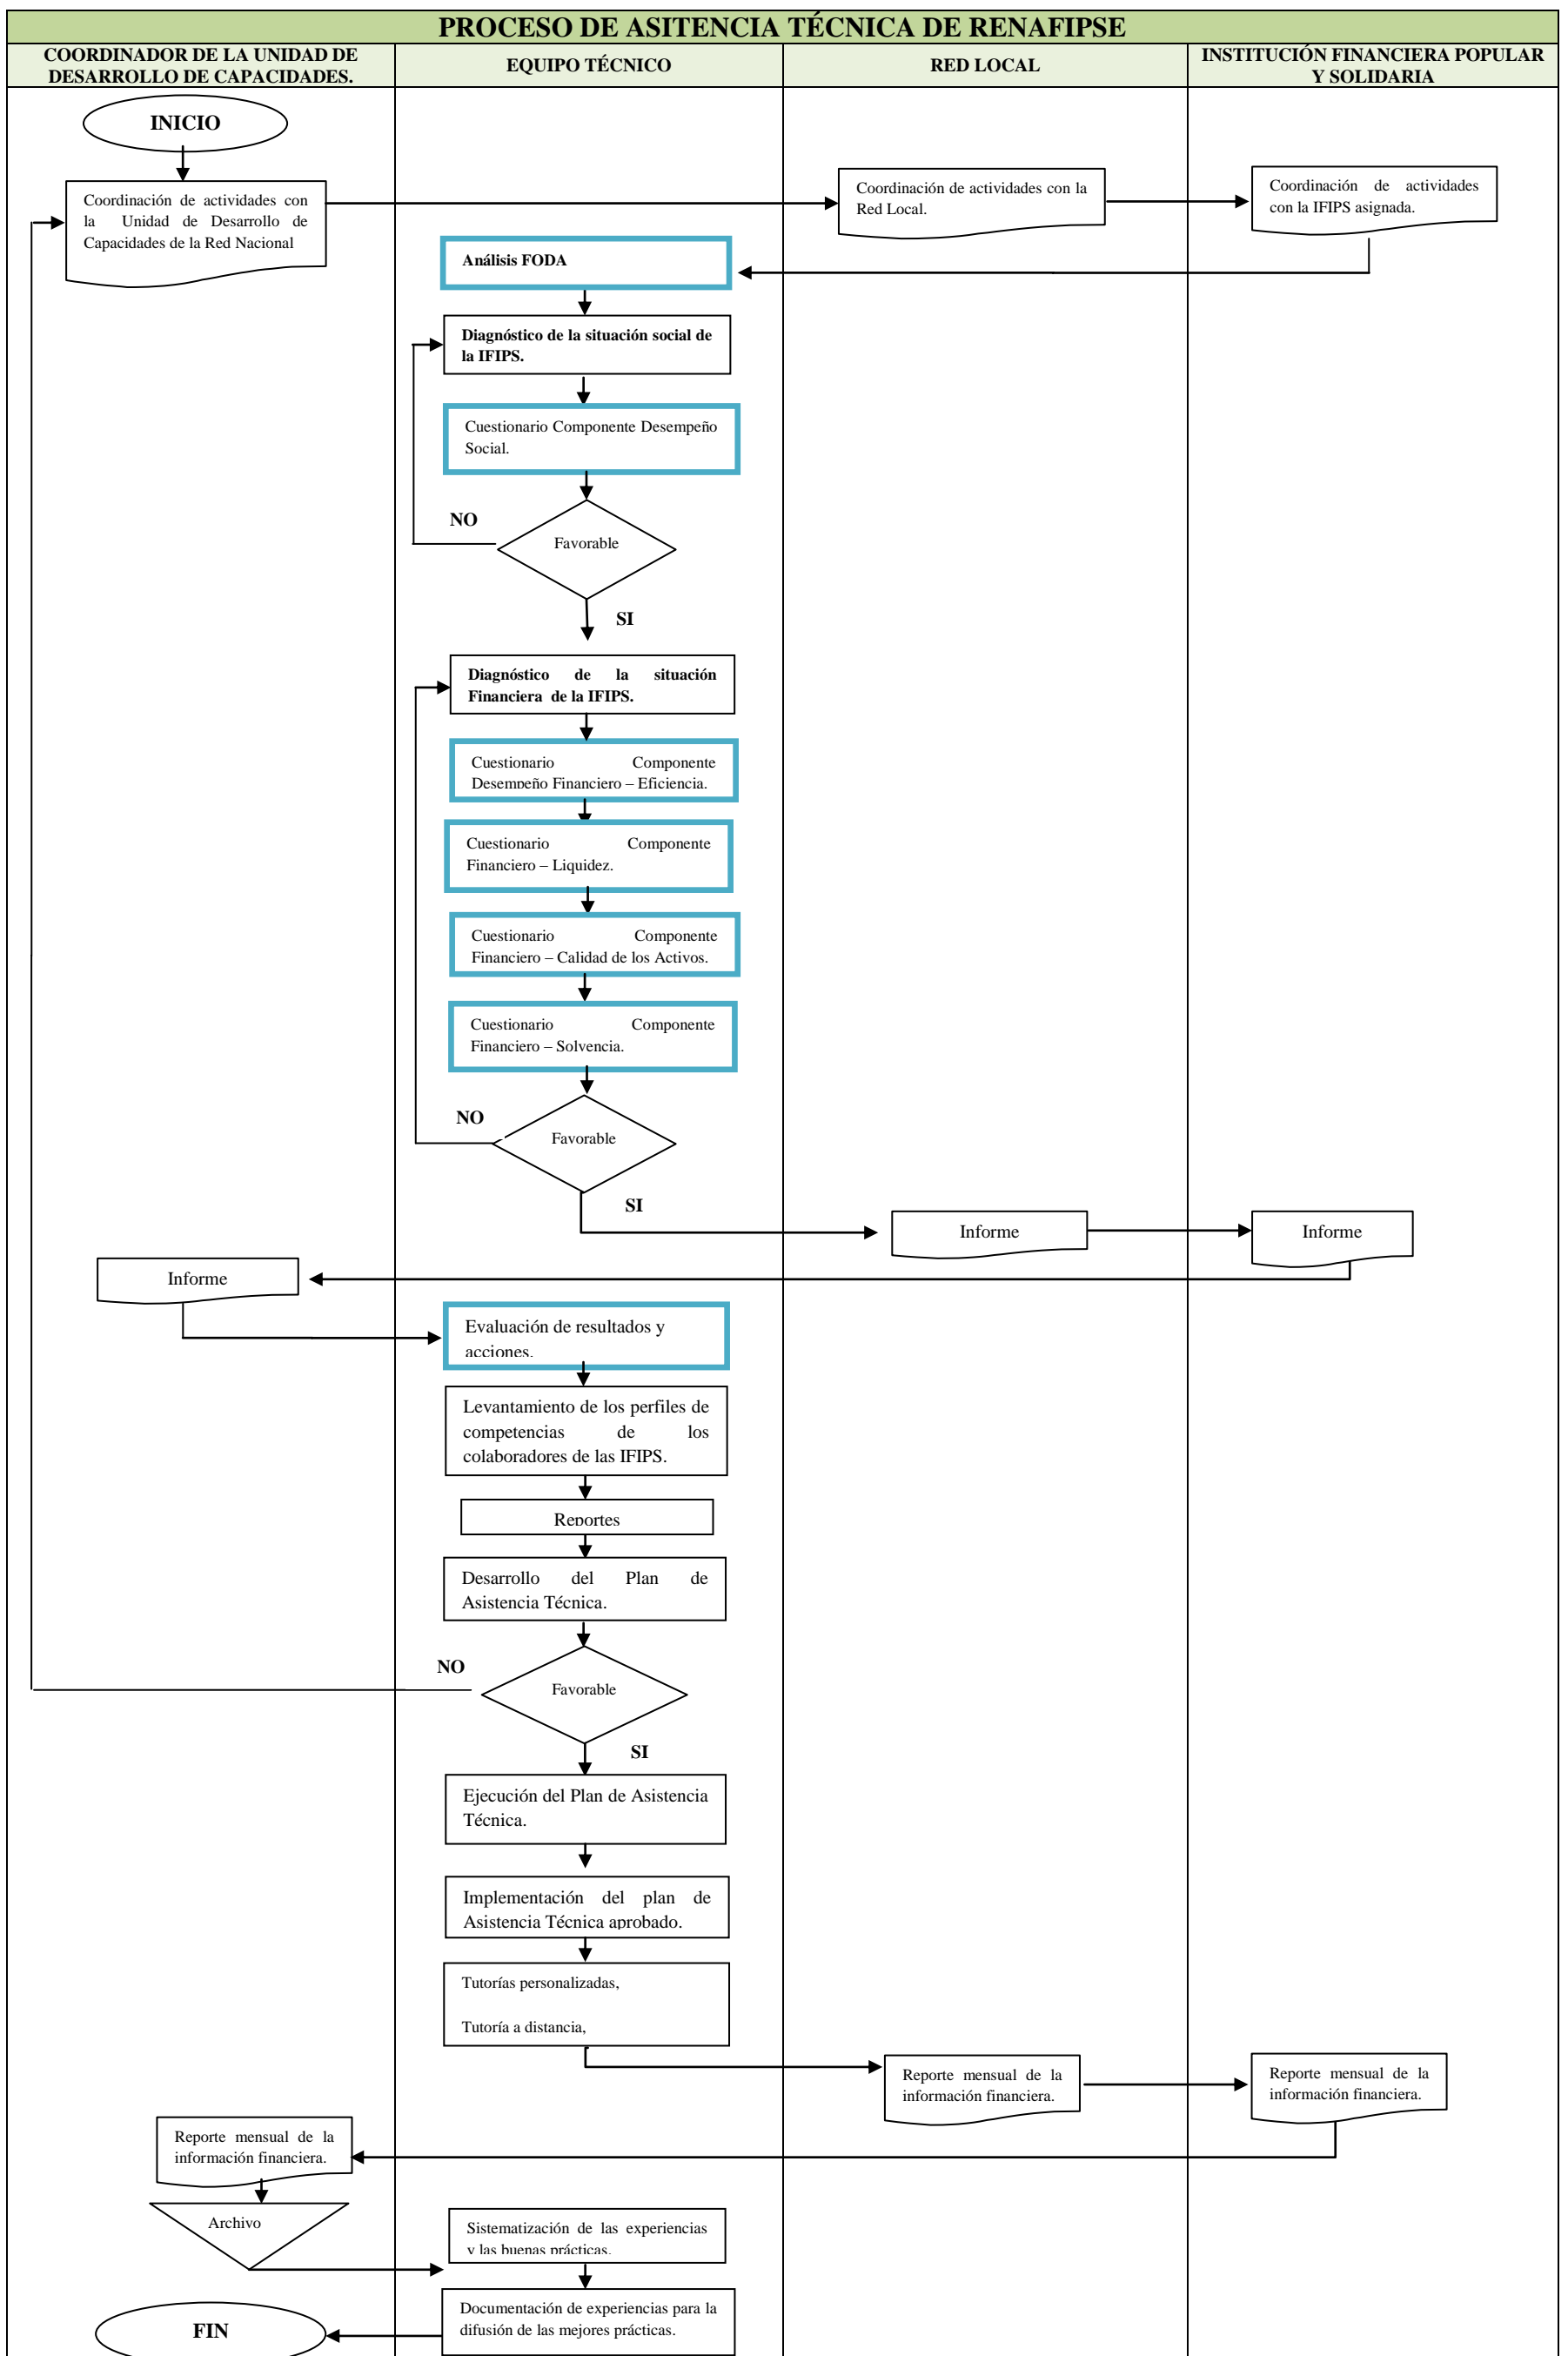 PROCESO DE ASITENCIA TÉCNICA DE RENAFIPSE
COORDINADOR DE LA UNIDAD DE
DESARROLLO DE CAPACIDADES.
EQUIPO TÉCNICO
RED LOCAL
INSTITUCIÓN FINANCIERA POPULAR
Y SOLIDARIA
INICIO
Coordinación de actividades con
la Unidad de Desarrollo de
Capacidades de la Red Nacional
Coordinación de actividades con la
Red Local.
Coordinación de actividades
con la IFIPS asignada.
Análisis FODA
Diagnóstico de la situación social de
la IFIPS.
Cuestionario Componente Desempeño
Social.
NO
Favorable
SI
Diagnóstico de la situación
Financiera de la IFIPS.
Cuestionario Componente
Desempeño Financiero – Eficiencia.
Cuestionario Componente
Financiero – Liquidez.
Cuestionario Componente
Financiero – Calidad de los Activos.
Cuestionario Componente
Financiero – Solvencia.
NO
Favorable
SI
Informe
Informe
Informe
Evaluación de resultados y
acciones.
Levantamiento de los perfiles de
competencias de los
colaboradores de las IFIPS.
Reportes
Desarrollo del Plan de
Asistencia Técnica.
NO
Favorable
SI
Ejecución del Plan de Asistencia
Técnica.
Implementación del plan de
Asistencia Técnica aprobado.
Tutorías personalizadas,
Tutoría a distancia,
Reporte mensual de la
información financiera.
Reporte mensual de la
información financiera.
Reporte mensual de la
información financiera.
Archivo
Sistematización de las experiencias
y las buenas prácticas.
Documentación de experiencias para la
difusión de las mejores prácticas.
FIN